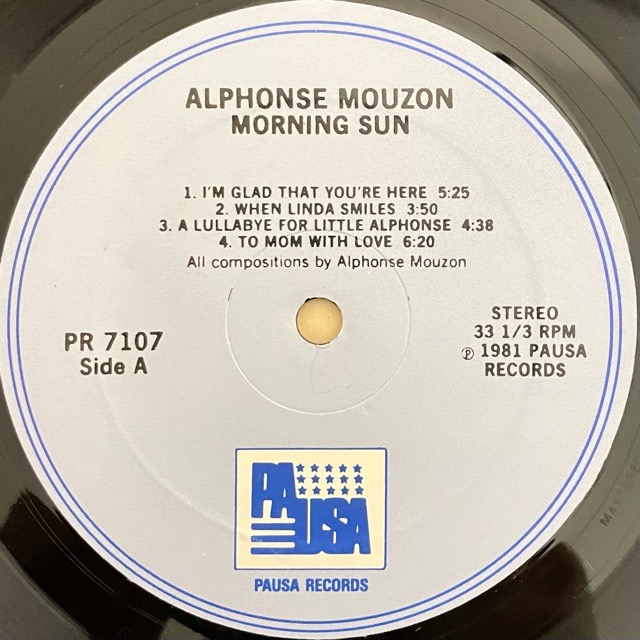 ALPHONSE MOUZON
MORNING SUN
1. I'M GLAD THAT YOU'RE HERE 5:25
2. WHEN LINDA SMILES 3:50
3. A LULLABYE FOR LITTLE ALPHONSE 4:38
4. TO MOM WITH LOVE 6:20
All compositions by Alphonse Mouzon
PR 7107
Side A
STEREO
33 1/3 RPM
℗ 1981 PAUSA
RECORDS
PAUSA
PAUSA RECORDS